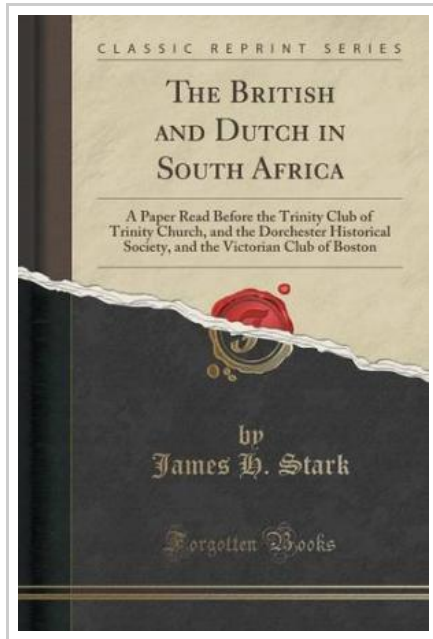 CLASSIC REPRINT SERIES
THE BRITISH
AND DUTCH IN
SOUTH AFRICA
A Paper Read Before the Trinity Club of
Trinity Church, and the Dorchester Historical
Society, and the Victorian Club of Boston
by
James H. Stark
Forgotten Books